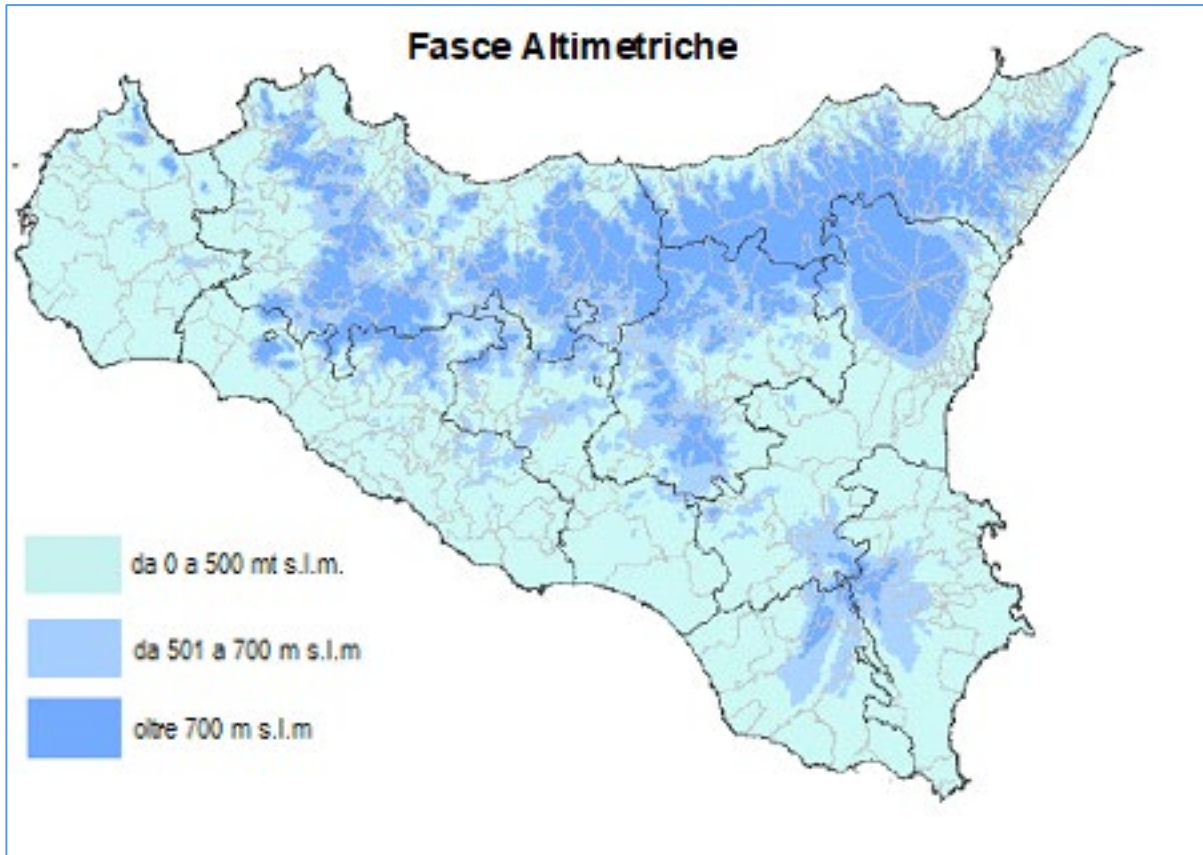 Fasce Altimetriche
da 0 a 500 mt s.l.m.
da 501 a 700 m s.l.m
oltre 700 m s.l.m